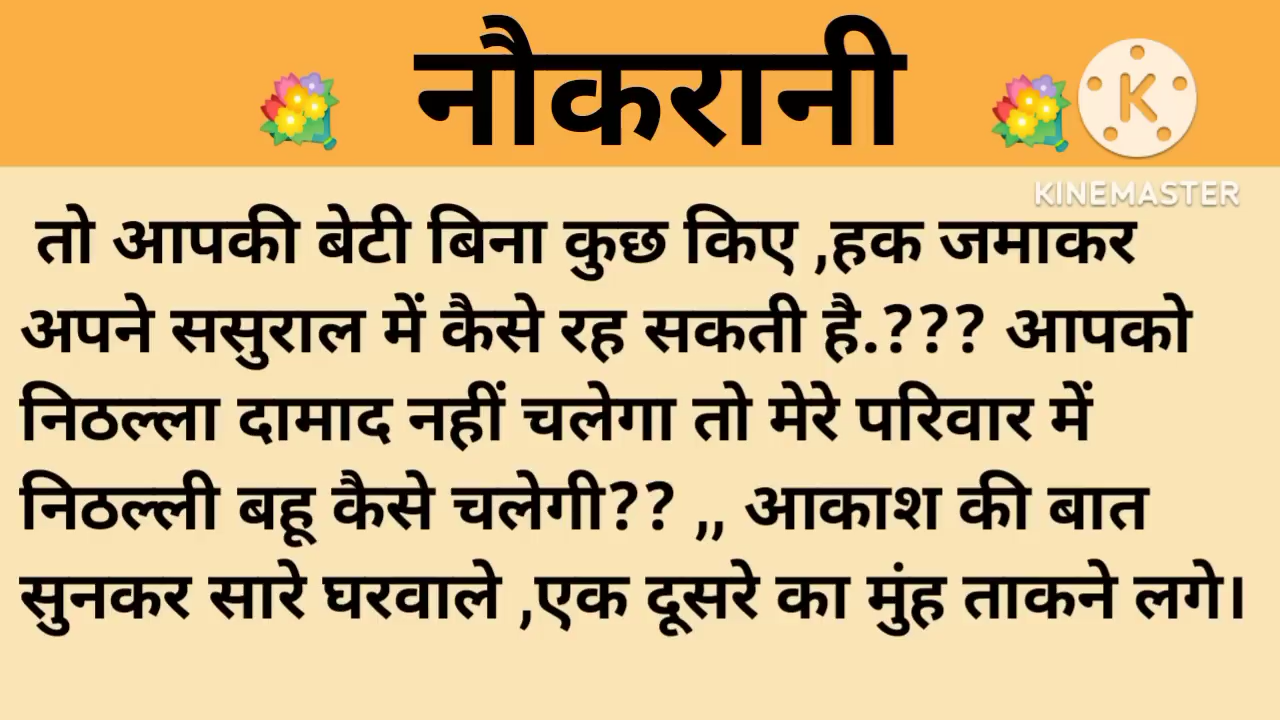 नौकरानी
K
KINEMASTER
तो आपकी बेटी बिना कुछ किए ,हक जमाकर
अपने ससुराल में कैसे रह सकती है.??? आपको
निठल्ला दामाद नहीं चलेगा तो मेरे परिवार में
निठल्ली बहू कैसे चलेगी?? ,, आकाश की बात
सुनकर सारे घरवाले ,एक दूसरे का मुंह ताकने लगे।